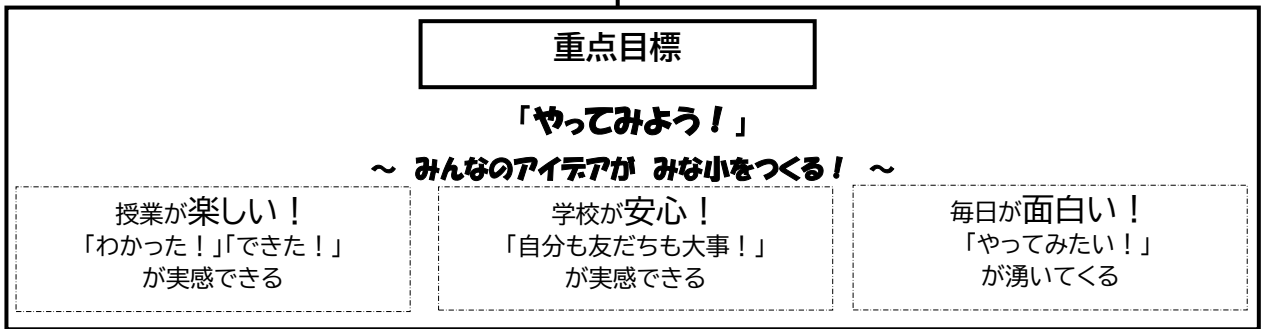 重点目標
「やってみよう！」
～ みんなのアイデアが みな小をつくる！ ～
授業が楽しい！
「わかった！」「できた！」
が実感できる
学校が安心！
「自分も友だちも大事！」
が実感できる
毎日が面白い！
「やってみたい！」
が湧いてくる